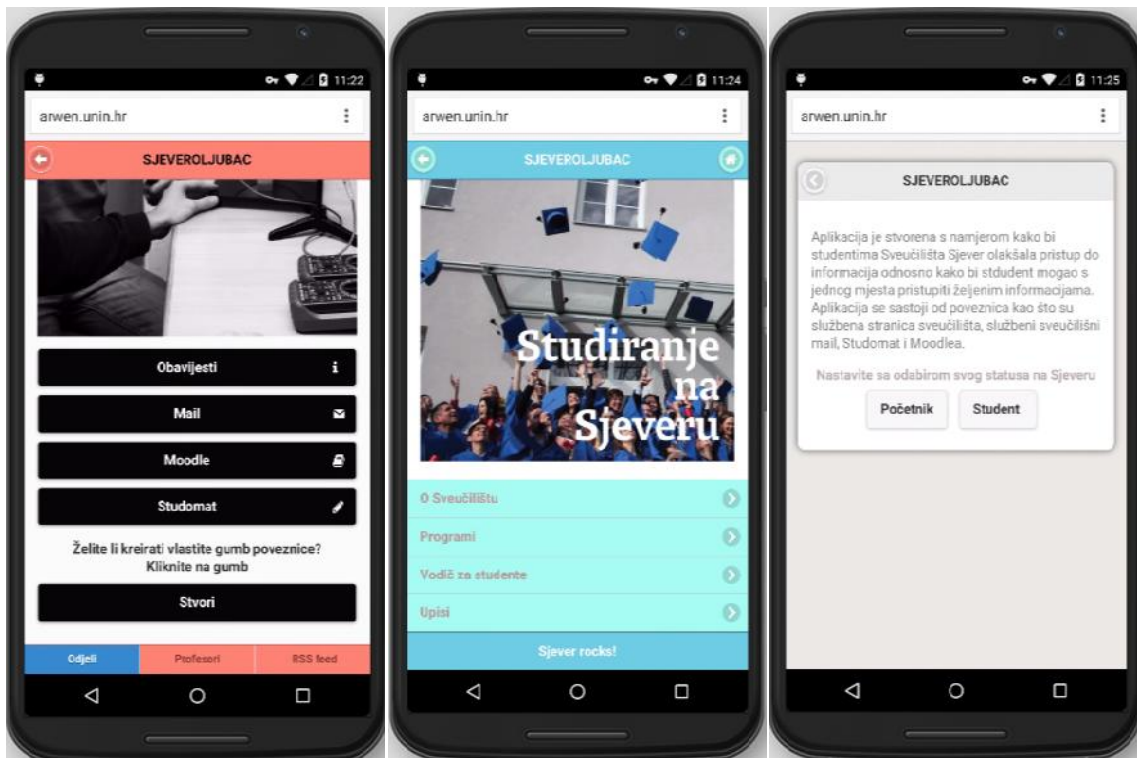 11:22
arwen.unin.hr
SJEVEROLJUBAC
Obavijesti
Mail
Moodle
Studomat
Želite li kreirati vlastite gumb poveznice?
Kliknite na gumb
Stvori
Odjeli
Profesori
RSS feed
11:24
arwen.unin.hr
SJEVEROLJUBAC
Studiranje
na
Sjeveru
O Sveučilištu
Programi
Vodič za studente
Upisi
Sjever rocks!
11:25
arwen.unin.hr
SJEVEROLJUBAC
Aplikacija je stvorena s namjerom kako bi
studentima Sveučilišta Sjever olakšala pristup do
informacija odnosno kako bi stdudent mogao s
jednog mjesta pristupiti željenim informacijama.
Aplikacija se sastoji od poveznica kao što su
službena stranica sveučilišta, službeni sveučilišni
mail, Studomat i Moodlea.
Nastavite sa odabirom svog statusa na Sjeveru
Početnik
Student